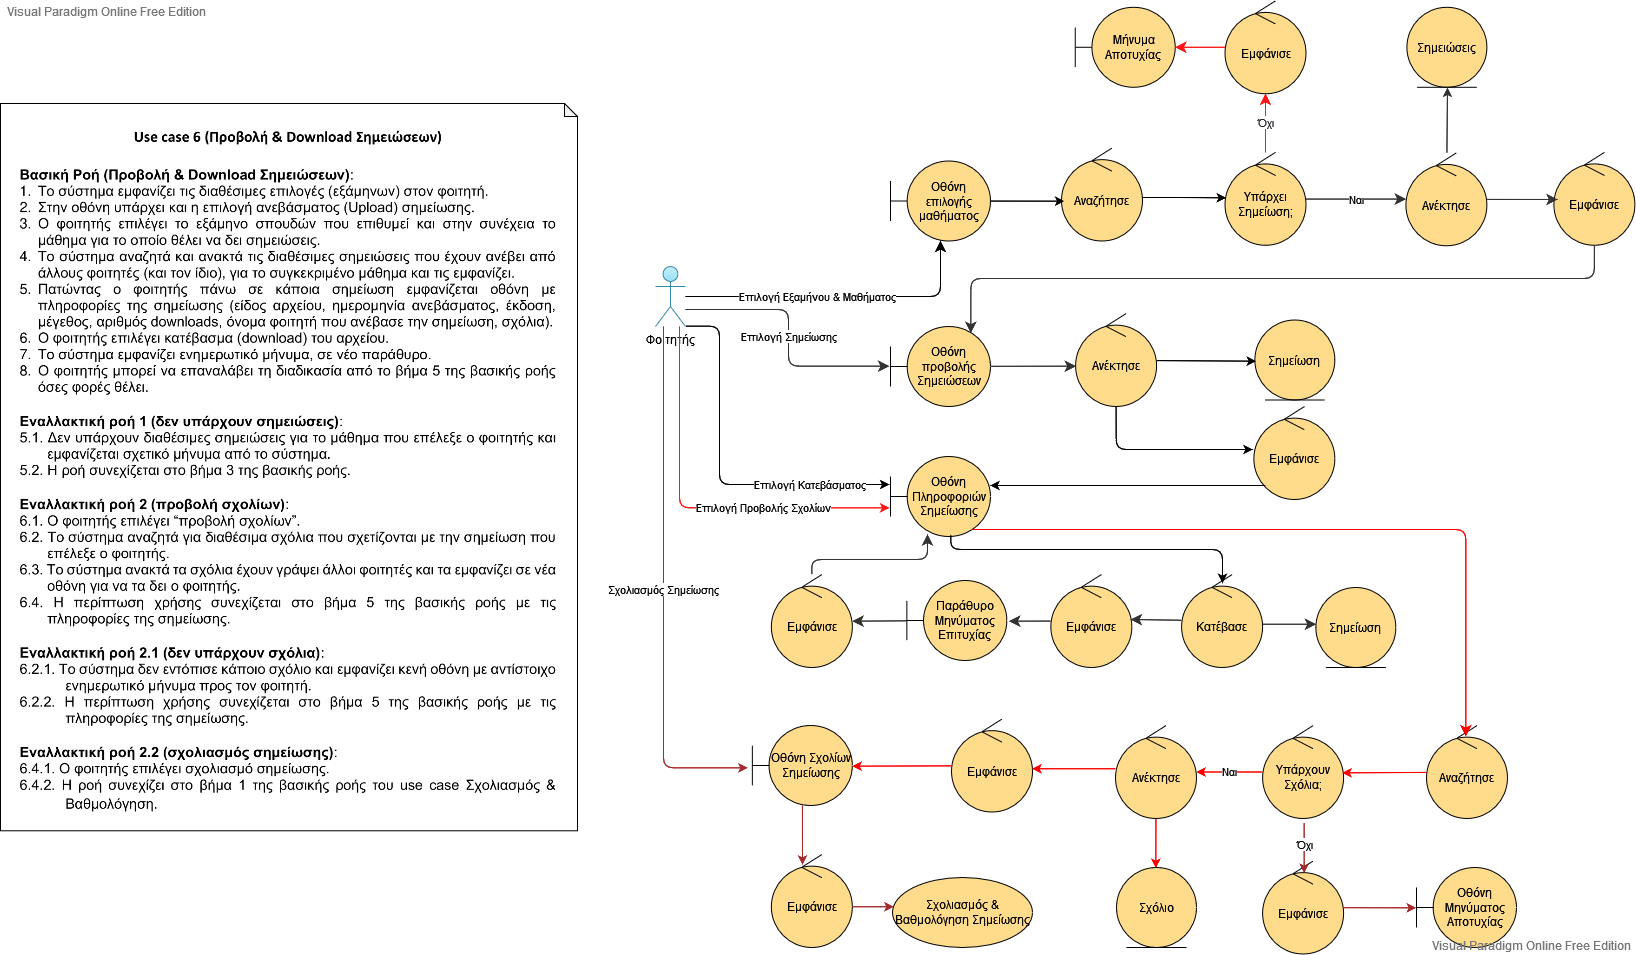 Visual Paradigm Online Free Edition
Use case 6 (Προβολή & Download Σημειώσεων)
Βασική Ροή (Προβολή & Download Σημειώσεων):
1. Το σύστημα εμφανίζει τις διαθέσιμες επιλογές (εξάμηνων) στον φοιτητή.
2. Στην οθόνη υπάρχει και η επιλογή ανεβάσματος (Upload) σημείωσης.
3. Ο φοιτητής επιλέγει το εξάμηνο σπουδών που επιθυμεί και στην συνέχεια το
μάθημα για το οποίο θέλει να δει σημειώσεις.
4. Το σύστημα αναζητά και ανακτά τις διαθέσιμες σημειώσεις που έχουν ανέβει από
άλλους φοιτητές (και τον ίδιο), για το συγκεκριμένο μάθημα και τις εμφανίζει.
5. Πατώντας ο φοιτητής πάνω σε κάποια σημείωση εμφανίζεται οθόνη με
πληροφορίες της σημείωσης (είδος αρχείου, ημερομηνία ανεβάσματος, έκδοση,
μέγεθος, αριθμός downloads, όνομα φοιτητή που ανέβασε την σημείωση, σχόλια).
6. Ο φοιτητής επιλέγει κατέβασμα (download) του αρχείου.
7. Το σύστημα εμφανίζει ενημερωτικό μήνυμα, σε νέο παράθυρο.
8. Ο φοιτητής μπορεί να επαναλάβει τη διαδικασία από το βήμα 5 της βασικής ροής
όσες φορές θέλει.
Εναλλακτική ροή 1 (δεν υπάρχουν σημειώσεις):
5.1. Δεν υπάρχουν διαθέσιμες σημειώσεις για το μάθημα που επέλεξε ο φοιτητής και
εμφανίζεται σχετικό μήνυμα από το σύστημα.
5.2. Η ροή συνεχίζεται στο βήμα 3 της βασικής ροής.
Εναλλακτική ροή 2 (προβολή σχολίων):
6.1. Ο φοιτητής επιλέγει “προβολή σχολίων”.
6.2. Το σύστημα αναζητά για διαθέσιμα σχόλια που σχετίζονται με την σημείωση που
επέλεξε ο φοιτητής.
6.3. Το σύστημα ανακτά τα σχόλια έχουν γράψει άλλοι φοιτητές και τα εμφανίζει σε νέα
οθόνη για να τα δει ο φοιτητής.
6.4. Η περίπτωση χρήσης συνεχίζεται στο βήμα 5 της βασικής ροής με τις
πληροφορίες της σημείωσης.
Εναλλακτική ροή 2.1 (δεν υπάρχουν σχόλια):
6.2.1. Το σύστημα δεν εντόπισε κάποιο σχόλιο και εμφανίζει κενή οθόνη με αντίστοιχο
ενημερωτικό μήνυμα προς τον φοιτητή.
6.2.2. Η περίπτωση χρήσης συνεχίζεται στο βήμα 5 της βασικής ροής με τις
πληροφορίες της σημείωσης.
Εναλλακτική ροή 2.2 (σχολιασμός σημείωσης):
6.4.1. Ο φοιτητής επιλέγει σχολιασμό σημείωσης.
6.4.2. Η ροή συνεχίζει στο βήμα 1 της βασικής ροής του use case Σχολιασμός &
Βαθμολόγηση.
Μήνυμα
Αποτυχίας
Εμφάνισε
Σημειώσεις
Όχι
Οθόνη
επιλογής
μαθήματος
Αναζήτησε
Υπάρχει
Σημείωση;
Ναι
Ανέκτησε
Εμφάνισε
Φοιτητής
Επιλογή Εξαμήνου & Μαθήματος
Επιλογή Σημείωσης
Οθόνη
προβολής
Σημειώσεων
Ανέκτησε
Σημείωση
Εμφάνισε
Επιλογή Κατεβάσματος
Επιλογή Προβολής Σχολίων
Οθόνη
Πληροφοριών
Σημείωσης
Σχολιασμός Σημείωσης
Εμφάνισε
Παράθυρο
Μηνύματος
Επιτυχίας
Εμφάνισε
Κατέβασε
Σημείωση
Οθόνη Σχολίων
Σημείωσης
Εμφάνισε
Ανέκτησε
Ναι
Υπάρχουν
Σχόλια;
Αναζήτησε
Όχι
Εμφάνισε
Σχολιασμός &
Βαθμολόγηση Σημείωσης
Σχόλιο
Εμφάνισε
Οθόνη
Μηνύματος
Αποτυχίας
Visual Paradigm Online Free Edition